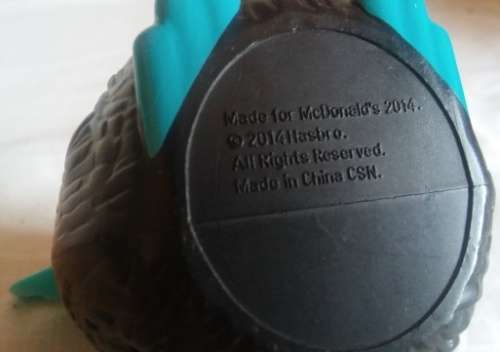 Made for McDonald's 2014.
© 2014 Hasbro.
All Rights Reserved.
Made in China CSN.